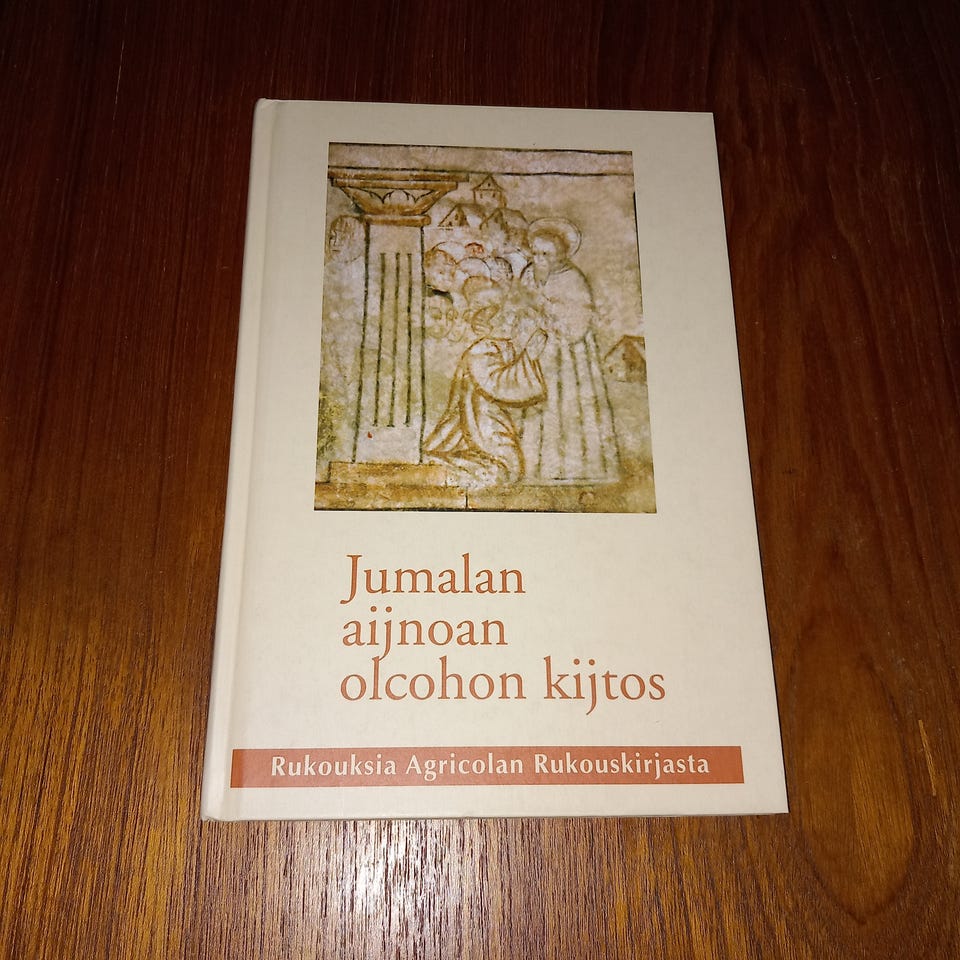 Jumalan
aijnoan
olcohon kijtos
Rukouksia Agricolan Rukouskirjasta